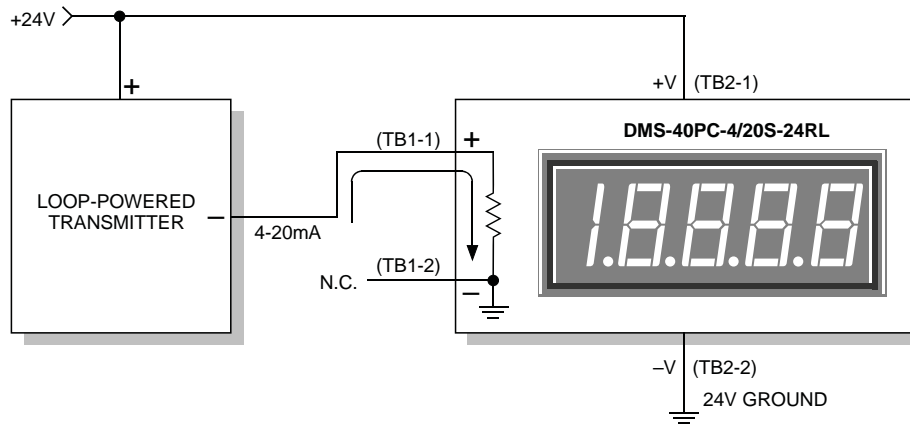 +24V
+
+V (TB2-1)
DMS-40PC-4/20S-24RL
(TB1-1) +
LOOP-POWERED
TRANSMITTER –
4-20mA
1.8.8.8.8
(TB1-2)
N.C. –
–V (TB2-2)
24V GROUND